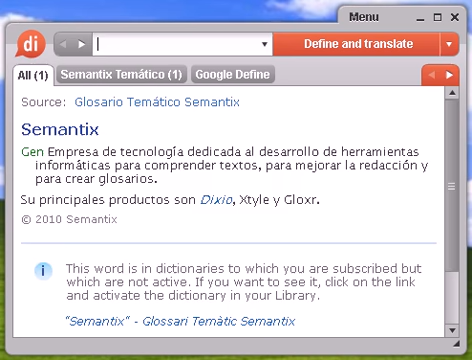 Menu
di
Define and translate
All (1)
Semantix Temático (1)
Google Define
Source: Glosario Temático Semantix
Semantix
Gen Empresa de tecnología dedicada al desarrollo de herramientas
informáticas para comprender textos, para mejorar la redacción y
para crear glosarios.
Su principales productos son Dixio, Xtyle y Gloxr.
© 2010 Semantix
i
This word is in dictionaries to which you are subscribed but
which are not active. If you want to see it, click on the link
and activate the dictionary in your Library.
"Semantix" - Glossari Temàtic Semantix